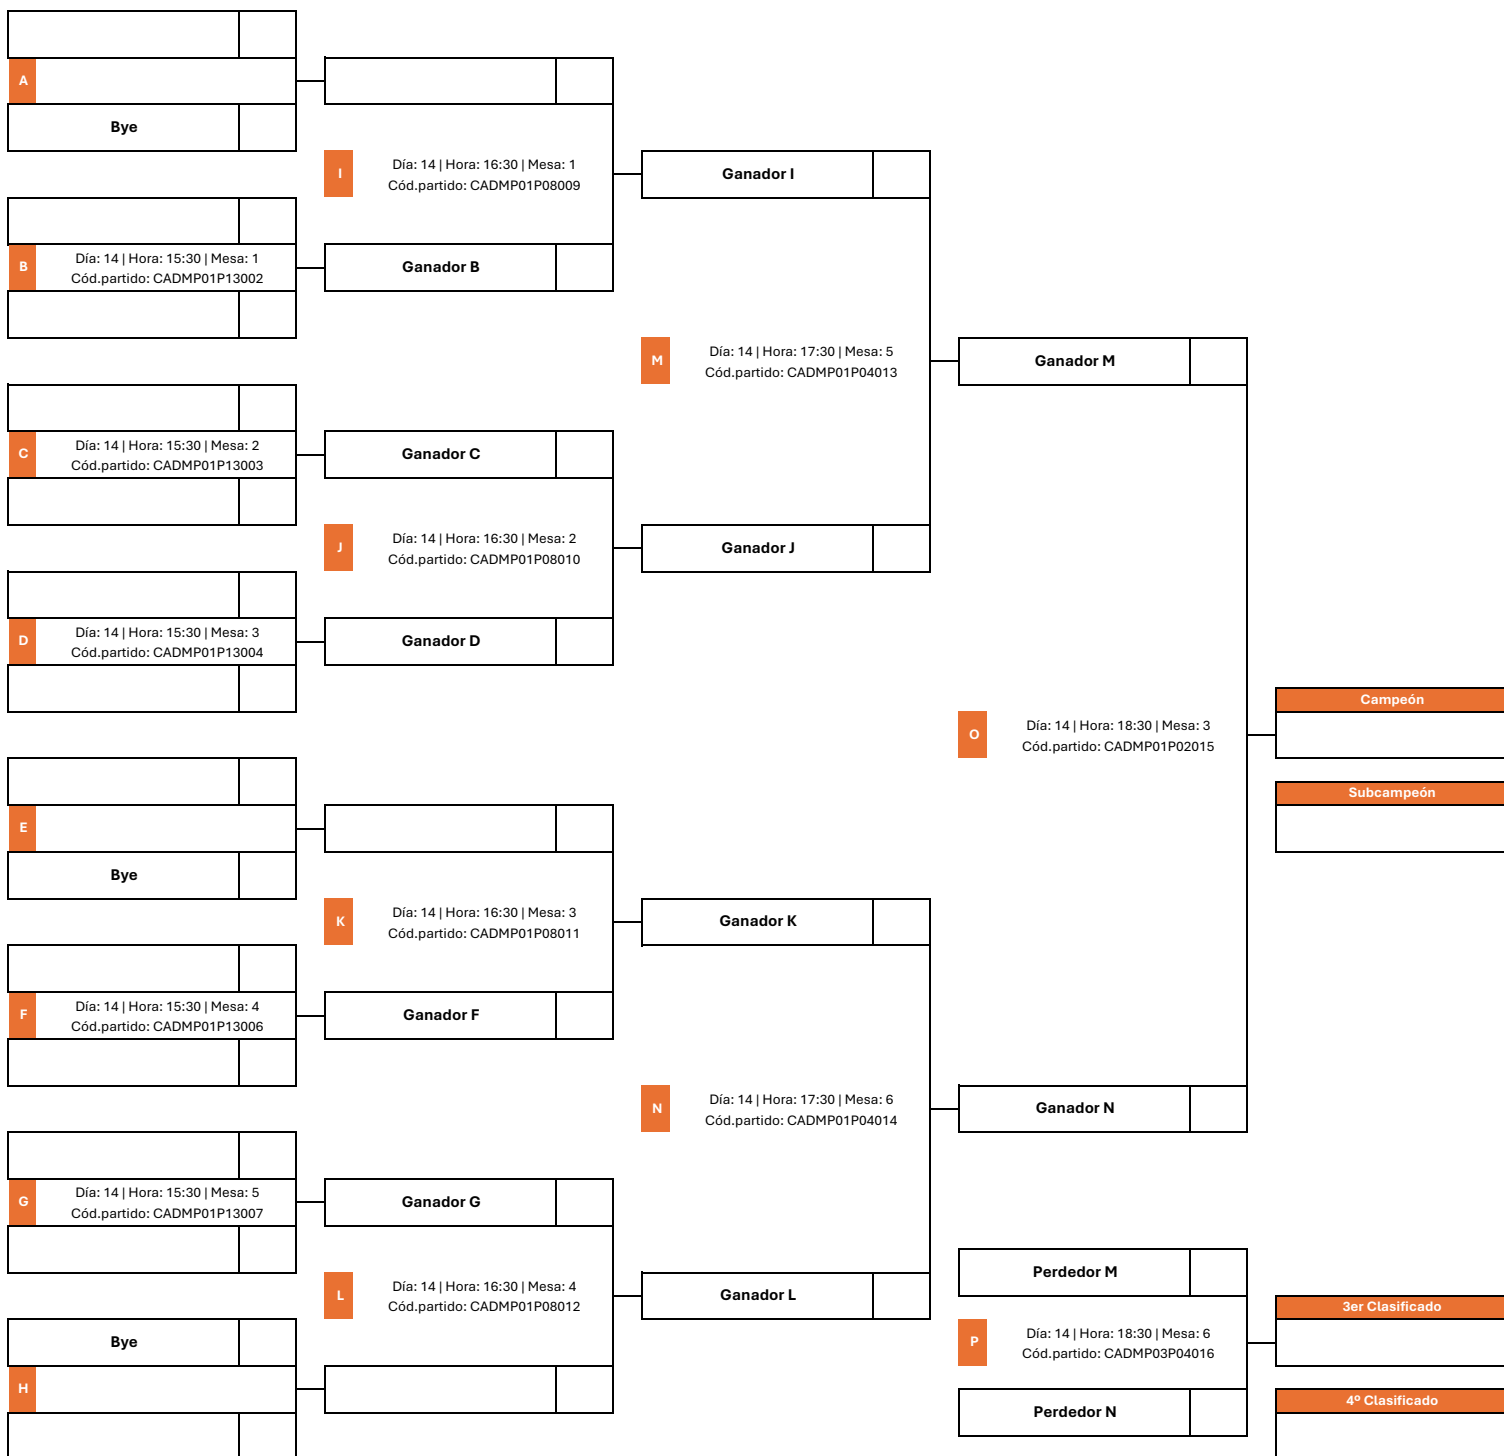 A
Bye
I
Día: 14 | Hora: 16:30 | Mesa: 1
Cód.partido: CADMP01P08009
Ganador I
B
Día: 14 | Hora: 15:30 | Mesa: 1
Cód.partido: CADMP01P13002
Ganador B
M
Día: 14 | Hora: 17:30 | Mesa: 5
Cód.partido: CADMP01P04013
Ganador M
C
Día: 14 | Hora: 15:30 | Mesa: 2
Cód.partido: CADMP01P13003
Ganador C
J
Día: 14 | Hora: 16:30 | Mesa: 2
Cód.partido: CADMP01P08010
Ganador J
D
Día: 14 | Hora: 15:30 | Mesa: 3
Cód.partido: CADMP01P13004
Ganador D
O
Día: 14 | Hora: 18:30 | Mesa: 3
Cód.partido: CADMP01P02015
Campeón
Subcampeón
E
Bye
K
Día: 14 | Hora: 16:30 | Mesa: 3
Cód.partido: CADMP01P08011
Ganador K
F
Día: 14 | Hora: 15:30 | Mesa: 4
Cód.partido: CADMP01P13006
Ganador F
N
Día: 14 | Hora: 17:30 | Mesa: 6
Cód.partido: CADMP01P04014
Ganador N
G
Día: 14 | Hora: 15:30 | Mesa: 5
Cód.partido: CADMP01P13007
Ganador G
L
Día: 14 | Hora: 16:30 | Mesa: 4
Cód.partido: CADMP01P08012
Ganador L
Bye
H
Perdedor M
P
Día: 14 | Hora: 18:30 | Mesa: 6
Cód.partido: CADMP03P04016
Perdedor N
3er Clasificado
4º Clasificado